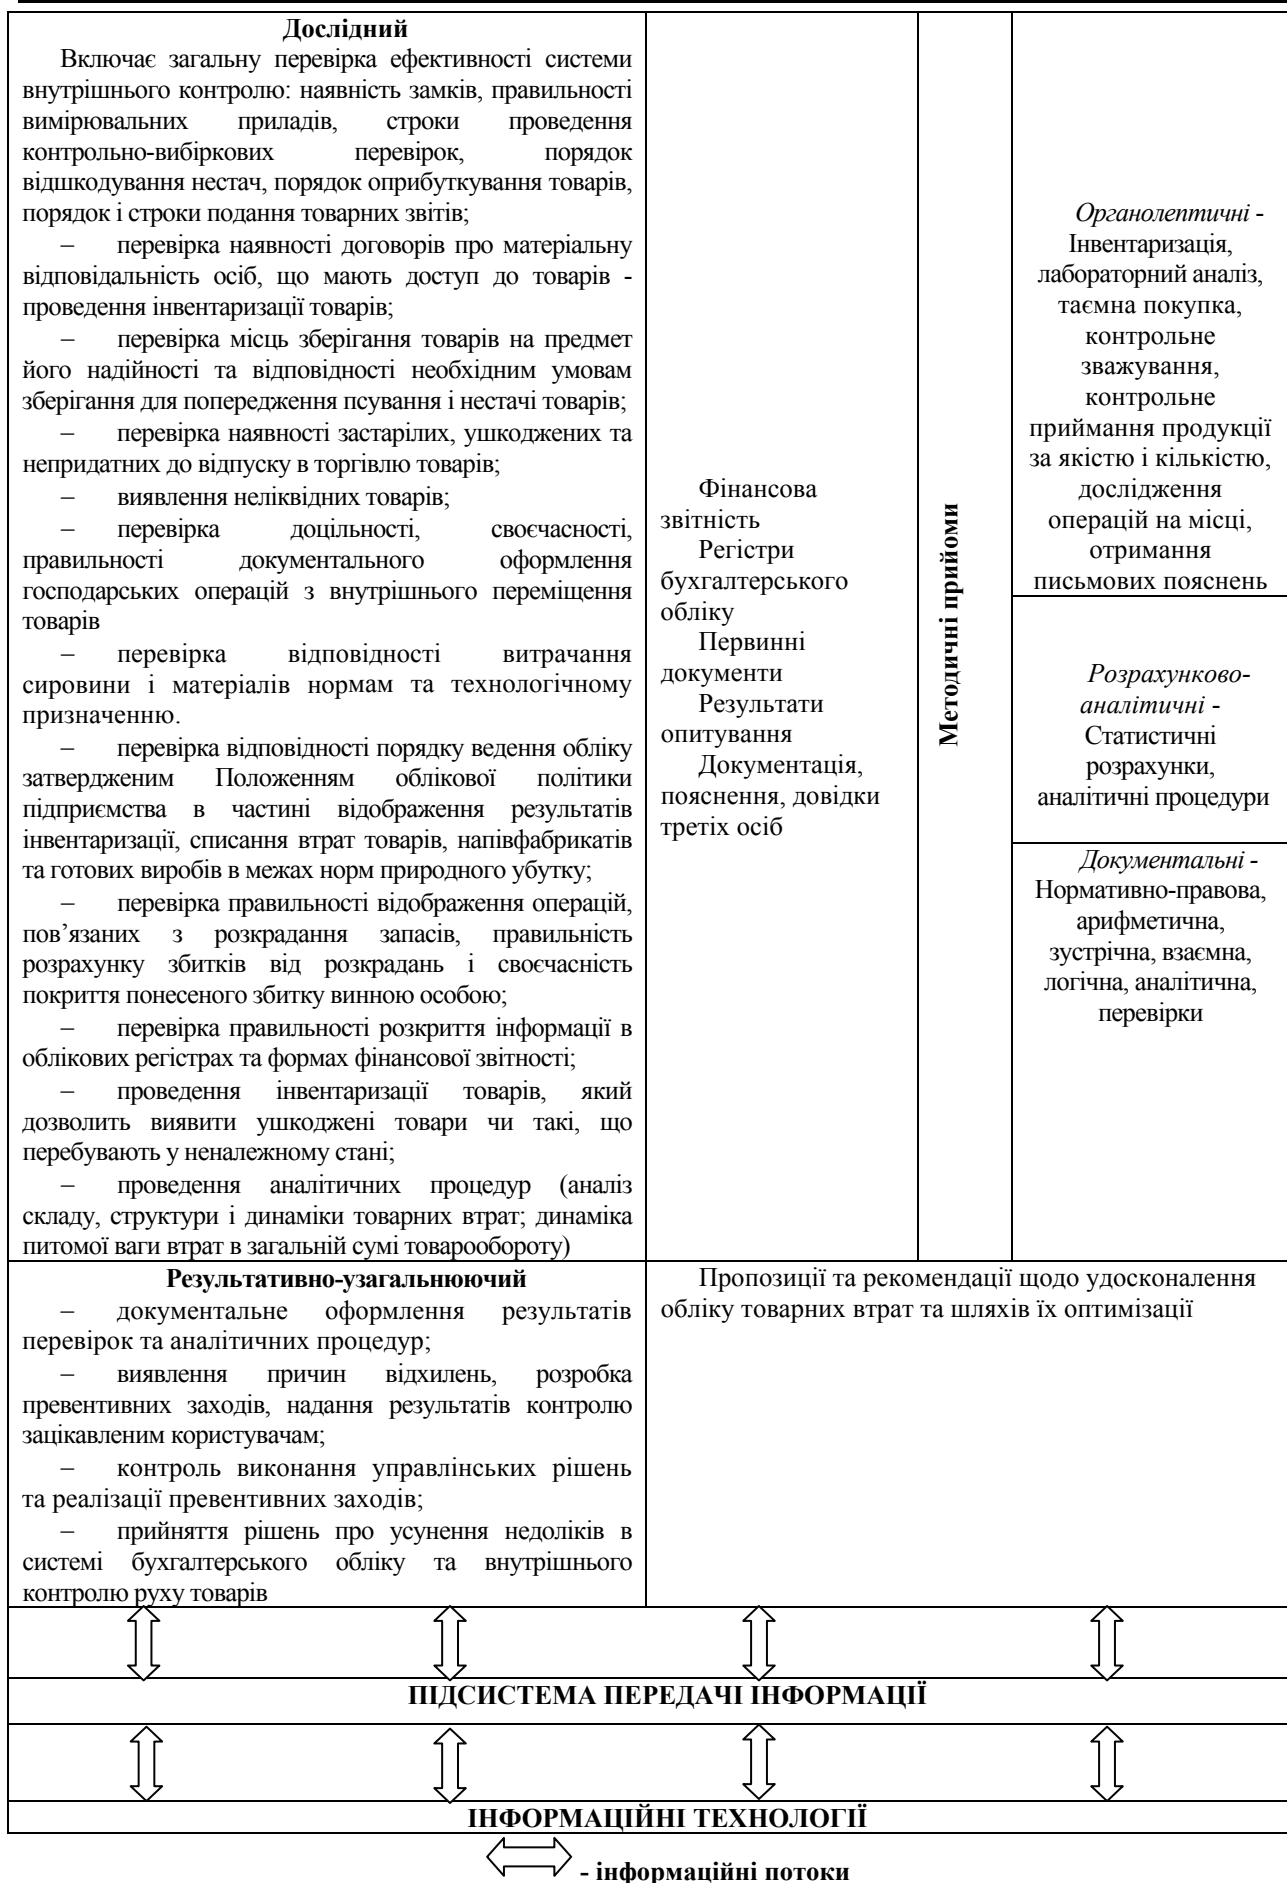 Дослідний
Включає загальну перевірка ефективності системи
внутрішнього контролю: наявність замків, правильності
вимірювальних приладів, строки проведення
контрольно-вибіркових перевірок, порядок
відшкодування нестач, порядок оприбуткування товарів,
порядок і строки подання товарних звітів;
– перевірка наявності договорів про матеріальну
відповідальність осіб, що мають доступ до товарів -
проведення інвентаризації товарів;
– перевірка місць зберігання товарів на предмет
його надійності та відповідності необхідним умовам
зберігання для попередження псування і нестачі товарів;
– перевірка наявності застарілих, ушкоджених та
непридатних до відпуску в торгівлю товарів;
– виявлення неліквідних товарів;
– перевірка доцільності, своєчасності,
правильності документального оформлення
господарських операцій з внутрішнього переміщення
товарів
– перевірка відповідності витрачання
сировини і матеріалів нормам та технологічному
призначенню.
– перевірка відповідності порядку ведення обліку
затвердженим Положенням облікової політики
підприємства в частині відображення результатів
інвентаризації, списання втрат товарів, напівфабрикатів
та готових виробів в межах норм природного убутку;
– перевірка правильності відображення операцій,
пов’язаних з розкрадання запасів, правильність
розрахунку збитків від розкрадань і своєчасність
покриття понесеного збитку винною особою;
– перевірка правильності розкриття інформації в
облікових регістрах та формах фінансової звітності;
– проведення інвентаризації товарів, який
дозволить виявити ушкоджені товари чи такі, що
перебувають у неналежному стані;
– проведення аналітичних процедур (аналіз
складу, структури і динаміки товарних втрат; динаміка
питомої ваги втрат в загальній сумі товарообороту)
Фінансова
звітність
Регістри
бухгалтерського
обліку
Первинні
документи
Результати
опитування
Документація,
пояснення, довідки
третіх осіб
Методичні прийоми
Органолептичні -
Інвентаризація,
лабораторний аналіз,
таємна покупка,
контрольне
зважування,
контрольне
приймання продукції
за якістю і кількістю,
дослідження
операцій на місці,
отримання
письмових пояснень
Розрахунково-
аналітичні -
Статистичні
розрахунки,
аналітичні процедури
Документальні -
Нормативно-правова,
арифметична,
зустрічна, взаємна,
логічна, аналітична,
перевірки
Результативно-узагальнюючий
– документальне оформлення результатів
перевірок та аналітичних процедур;
– виявлення причин відхилень, розробка
превентивних заходів, надання результатів контролю
зацікавленим користувачам;
– контроль виконання управлінських рішень
та реалізації превентивних заходів;
– прийняття рішень про усунення недоліків в
системі бухгалтерського обліку та внутрішнього
контролю руху товарів
Пропозиції та рекомендації щодо удосконалення
обліку товарних втрат та шляхів їх оптимізації
ПІДСИСТЕМА ПЕРЕДАЧІ ІНФОРМАЦІЇ
ІНФОРМАЦІЙНІ ТЕХНОЛОГІЇ
- інформаційні потоки